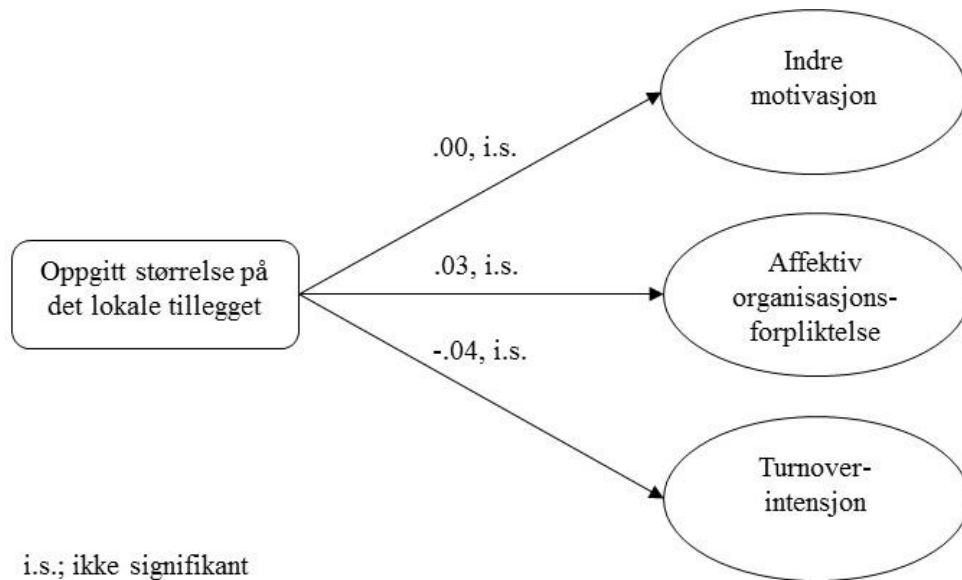 Indre
motivasjon
.00, i.s.
Oppgitt størrelse på
det lokale tillegget
.03, i.s.
Affektiv
organisasjons-
forpliktelse
-.04, i.s.
Turnover-
intensjon
i.s.; ikke signifikant